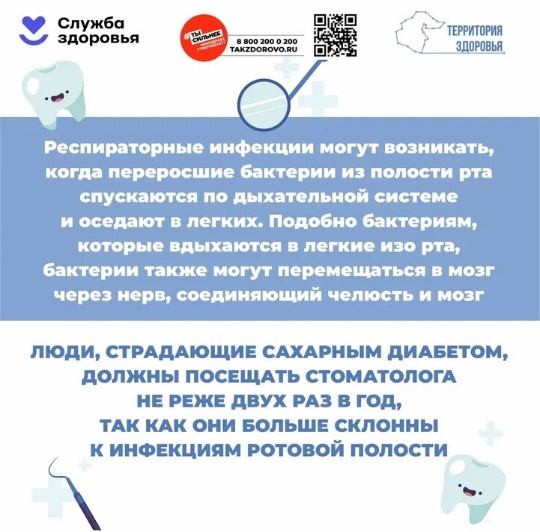 Служба
здоровья
#ТЫ
СИЛЬНЕЕ
МИНЗДРАВ
УТВЕРЖДАЕТ
8 800 200 0 200
TAKZDOROVO.RU
ТЕРРИТОРИЯ
ЗДОРОВЬЯ
Респираторные инфекции могут возникать,
когда переросшие бактерии из полости рта
спускаются по дыхательной системе
и оседают в легких. Подобно бактериям,
которые вдыхаются в легкие изо рта,
бактерии также могут перемещаться в мозг
через нерв, соединяющий челюсть и мозг
ЛЮДИ, СТРАДАЮЩИЕ САХАРНЫМ ДИАБЕТОМ,
ДОЛЖНЫ ПОСЕЩАТЬ СТОМАТОЛОГА
НЕ РЕЖЕ ДВУХ РАЗ В ГОД,
ТАК КАК ОНИ БОЛЬШЕ СКЛОННЫ
К ИНФЕКЦИЯМ РОТОВОЙ ПОЛОСТИ